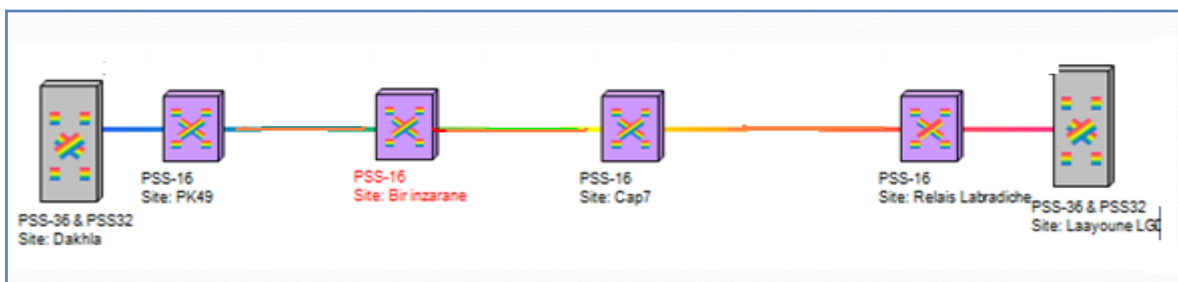 PSS-36 & PSS32
Site: Dakhla
PSS-16
Site: PK49
PSS-16
Site: Bir inzarane
PSS-16
Site: Cap7
PSS-16
Site: Relais Labradiche
PSS-36 & PSS32
Site: Laayoune